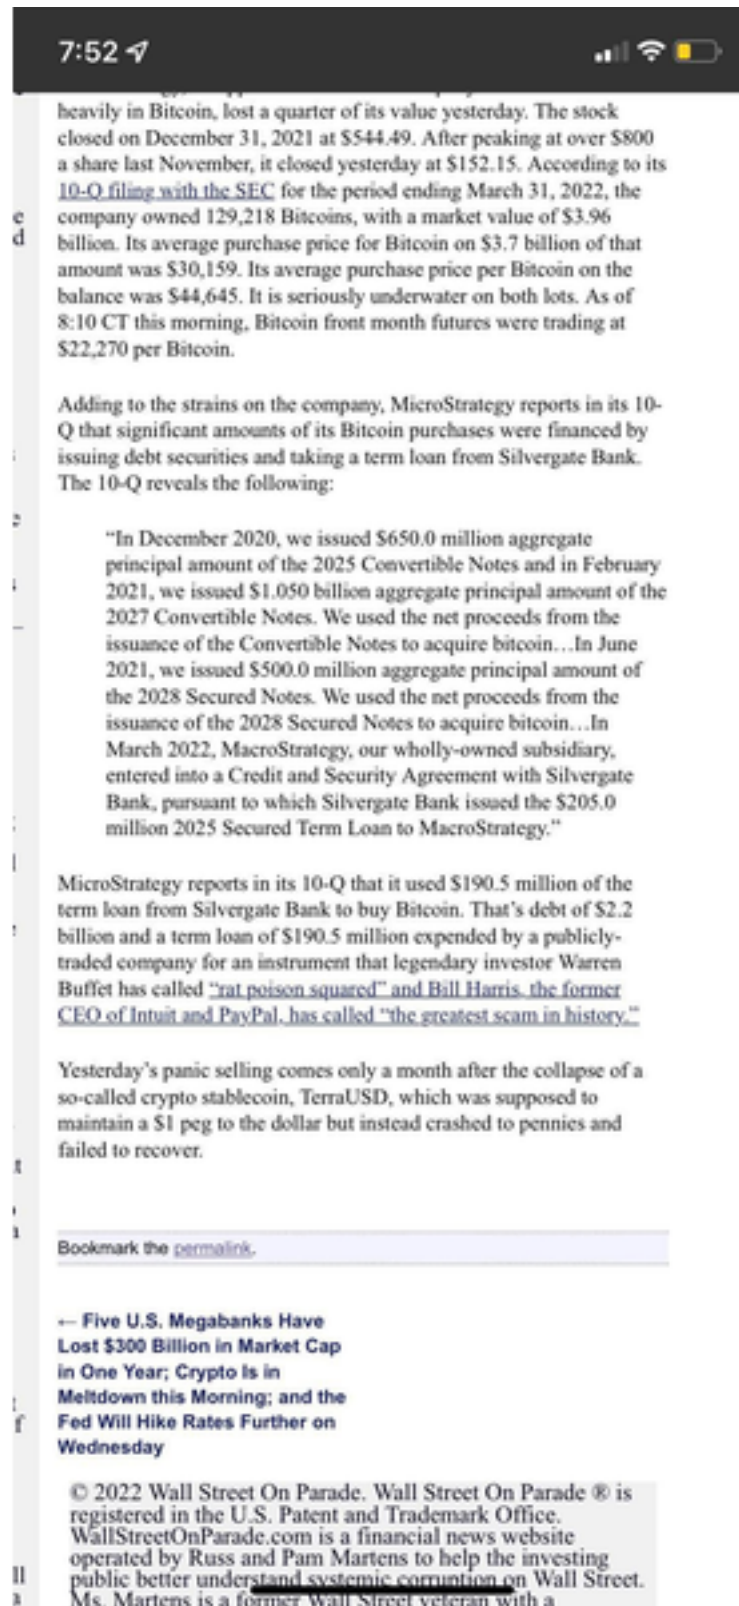 7:52
heavily in Bitcoin, lost a quarter of its value yesterday. The stock
closed on December 31, 2021 at $544.49. After peaking at over $800
a share last November, it closed yesterday at $152.15. According to its
10-Q filing with the SEC for the period ending March 31, 2022, the
company owned 129,218 Bitcoins, with a market value of $3.96
billion. Its average purchase price for Bitcoin on $3.7 billion of that
amount was $30,159. Its average purchase price per Bitcoin on the
balance was $44,645. It is seriously underwater on both lots. As of
8:10 CT this morning, Bitcoin front month futures were trading at
$22,270 per Bitcoin.
Adding to the strains on the company, MicroStrategy reports in its 10-
Q that significant amounts of its Bitcoin purchases were financed by
issuing debt securities and taking a term loan from Silvergate Bank.
The 10-Q reveals the following:
“In December 2020, we issued $650.0 million aggregate
principal amount of the 2025 Convertible Notes and in February
2021, we issued $1.050 billion aggregate principal amount of the
2027 Convertible Notes. We used the net proceeds from the
issuance of the Convertible Notes to acquire bitcoin…In June
2021, we issued $500.0 million aggregate principal amount of
the 2028 Secured Notes. We used the net proceeds from the
issuance of the 2028 Secured Notes to acquire bitcoin…In
March 2022, MacroStrategy, our wholly-owned subsidiary,
entered into a Credit and Security Agreement with Silvergate
Bank, pursuant to which Silvergate Bank issued the $205.0
million 2025 Secured Term Loan to MacroStrategy.”
MicroStrategy reports in its 10-Q that it used $190.5 million of the
term loan from Silvergate Bank to buy Bitcoin. That’s debt of $2.2
billion and a term loan of $190.5 million expended by a publicly-
traded company for an instrument that legendary investor Warren
Buffet has called “rat poison squared” and Bill Harris, the former
CEO of Intuit and PayPal, has called “the greatest scam in history.”
Yesterday’s panic selling comes only a month after the collapse of a
so-called crypto stablecoin, TerraUSD, which was supposed to
maintain a $1 peg to the dollar but instead crashed to pennies and
failed to recover.
Bookmark the permalink.
← Five U.S. Megabanks Have
Lost $300 Billion in Market Cap
in One Year; Crypto Is in
Meltdown this Morning; and the
Fed Will Hike Rates Further on
Wednesday
© 2022 Wall Street On Parade. Wall Street On Parade ® is
registered in the U.S. Patent and Trademark Office.
WallStreetOnParade.com is a financial news website
operated by Russ and Pam Martens to help the investing
public better understand systemic corruption on Wall Street.
Ms. Martens is a former Wall Street veteran with a